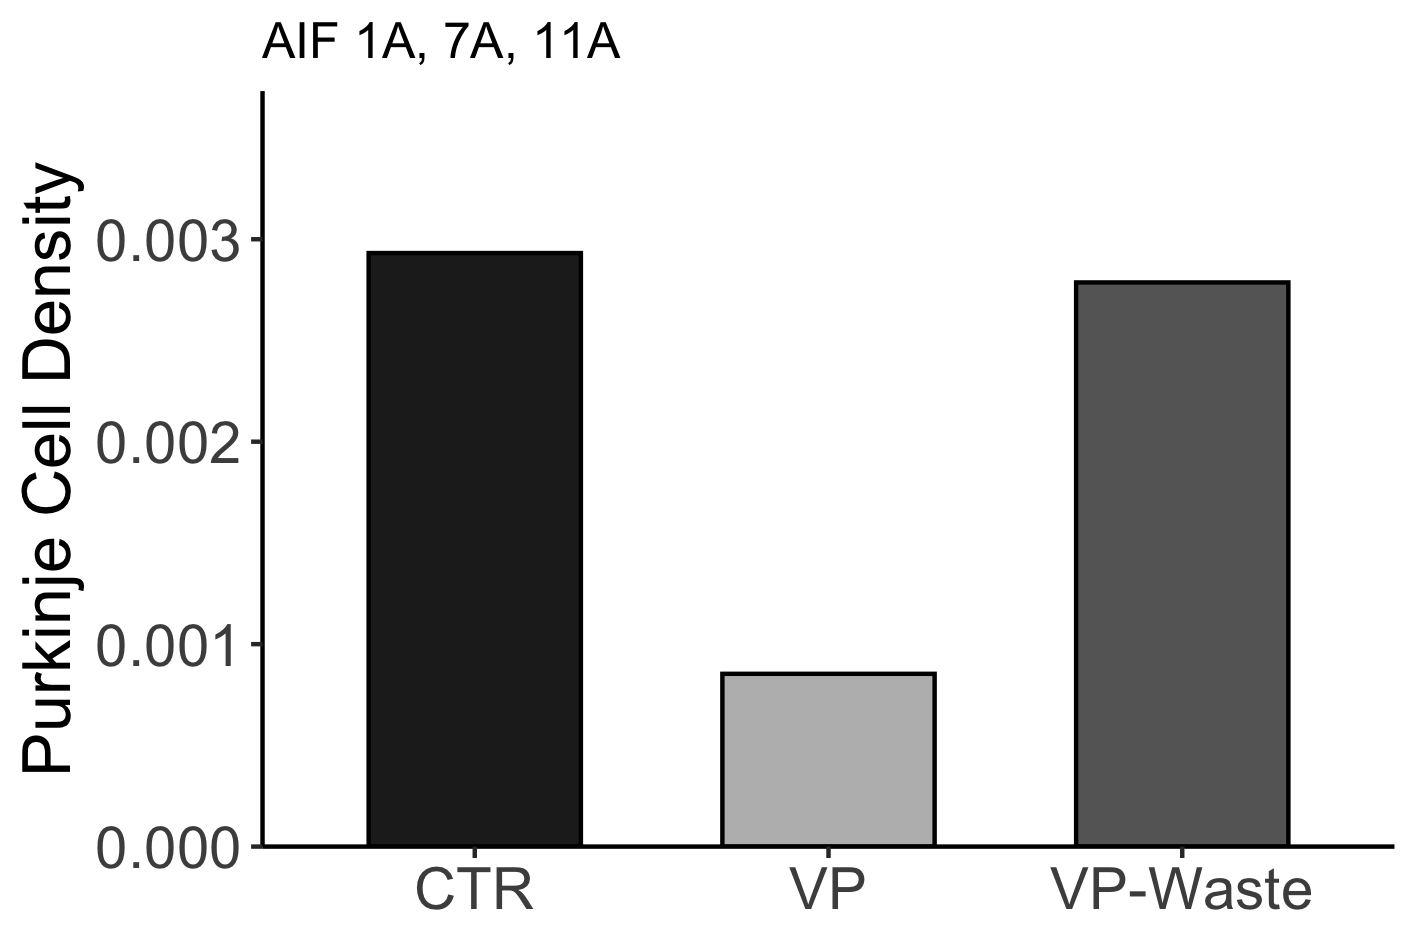 AIF 1A, 7A, 11A
Purkinje Cell Density
0.003
0.002
0.001
0.000
CTR VP VP-Waste